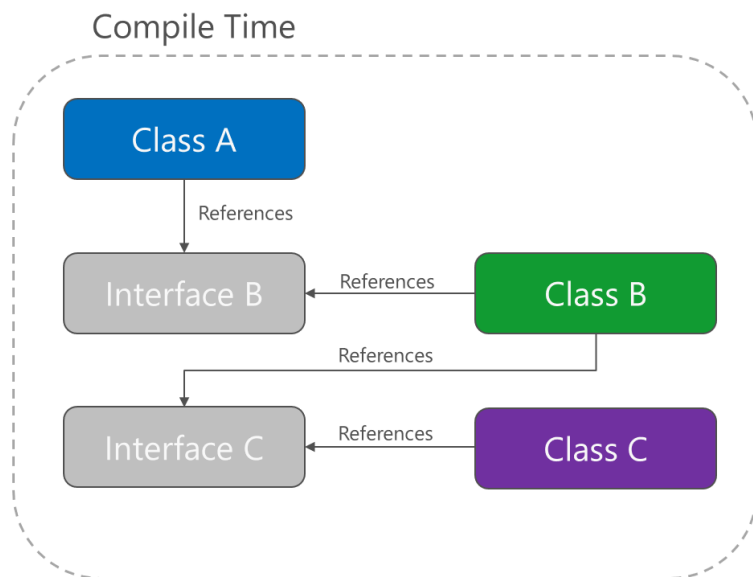 Compile Time
Class A
References
Interface B
References
Class B
References
Interface C
References
Class C